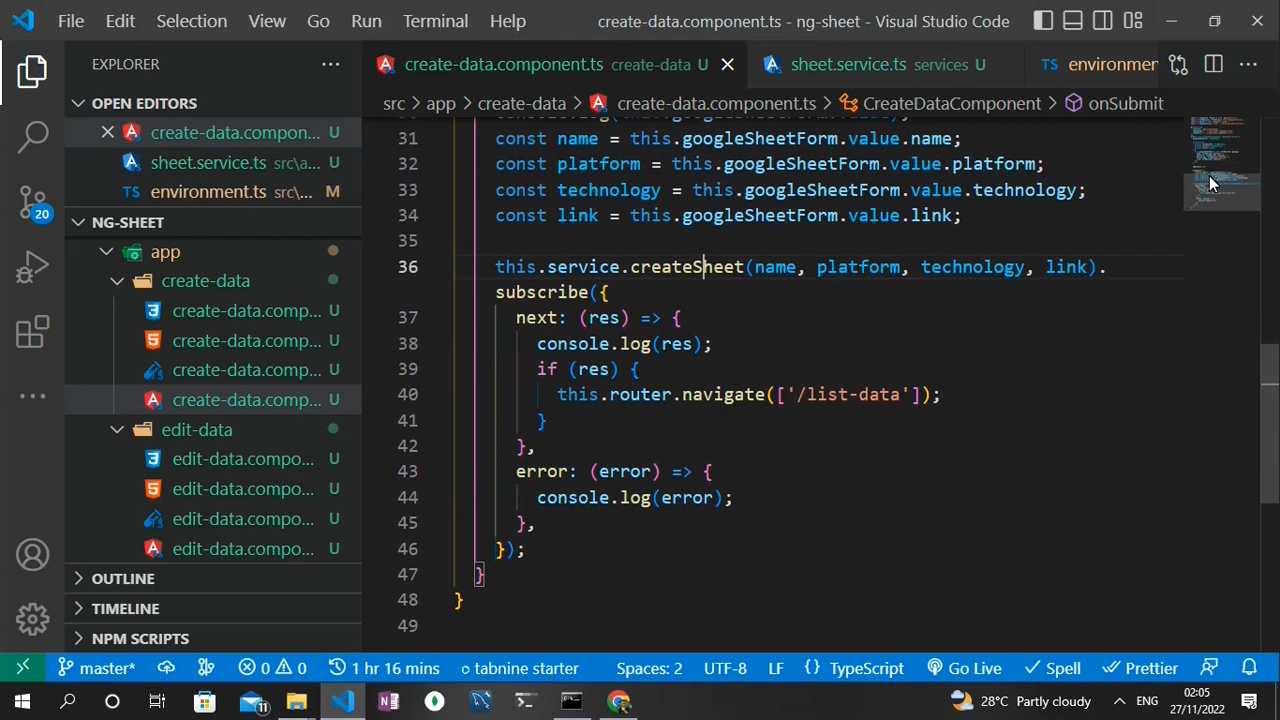 File Edit Selection View Go Run Terminal Help create-data.component.ts - ng-sheet - Visual Studio Code
EXPLORER
OPEN EDITORS
create-data.compon... U
sheet.service.ts src\a... U
environment.ts src\... M
NG-SHEET
app
create-data
create-data.comp... U
create-data.comp... U
create-data.comp... U
create-data.comp... U
edit-data
edit-data.compo... U
edit-data.compo... U
edit-data.compo... U
edit-data.compo... U
OUTLINE
TIMELINE
NPM SCRIPTS
20
create-data.component.ts create-data U
sheet.service.ts services U
TS environmen
src > app > create-data > create-data.component.ts > CreateDataComponent > onSubmit
31 const name = this.googleSheetForm.value.name;
32 const platform = this.googleSheetForm.value.platform;
33 const technology = this.googleSheetForm.value.technology;
34 const link = this.googleSheetForm.value.link;
35
36 this.service.createSheet(name, platform, technology, link).
subscribe({
37 next: (res) => {
38 console.log(res);
39 if (res) {
40 this.router.navigate(['/list-data']);
41 }
42 },
43 error: (error) => {
44 console.log(error);
45 },
46 });
47 }
48 }
49
master* 0 0 1 hr 16 mins tabnine starter Spaces: 2 UTF-8 LF {} TypeScript Go Live Spell Prettier
11 28°C Partly cloudy ENG 02:05
27/11/2022